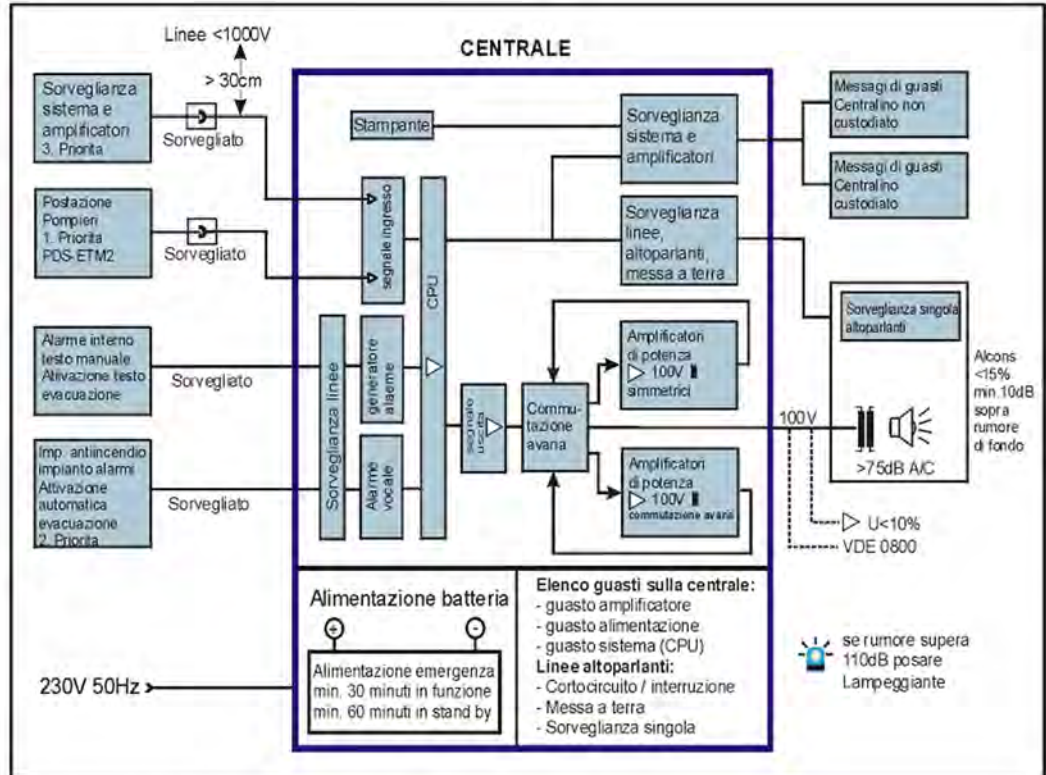 Linee <1000V
> 30cm
CENTRALE
Sorveglianza
sistema e
amplificatori
3. Priorita
Sorvegliato
Postazione
Pompieri
1. Priorita
PDS-ETM2
Sorvegliato
Alarme interno
testo manuale
Attivazione testo
evacuazione
Sorvegliato
Imp. antiincendio
impianto alarmi
Attivazione
automatica
evacuazione
2. Priorita
Sorvegliato
Stampante
segnale ingresso
CPU
Sorveglianza linee
generatore
alaeme
Alarme
vocale
segnale
uscita
Commu-
tazione
avaria
Sorveglianza
sistema e
amplificatori
Sorveglianza
linee,
altoparlanti,
messa a terra
Amplificatori
di potenza
100V
simmetrici
Amplificatori
di potenza
100V
commutazione avaria
Messagi di guasti
Centralino non
custodiato
Messagi di guasti
Centralino
custodiato
Sorveglianza singola
altoparlanti
100V
>75dB A/C
Alcons
<15%
min.10dB
sopra
rumore
di fondo
U<10%
VDE 0800
Alimentazione batteria
+ -
Alimentazione emergenza
min. 30 minuti in funzione
min. 60 minuti in stand by
230V 50Hz
Elenco guasti sulla centrale:
- guasto amplificatore
- guasto alimentazione
- guasto sistema (CPU)
Linee altoparlanti:
- Cortocircuito / interruzione
- Messa a terra
- Sorveglianza singola
se rumore supera
110dB posare
Lampeggiante